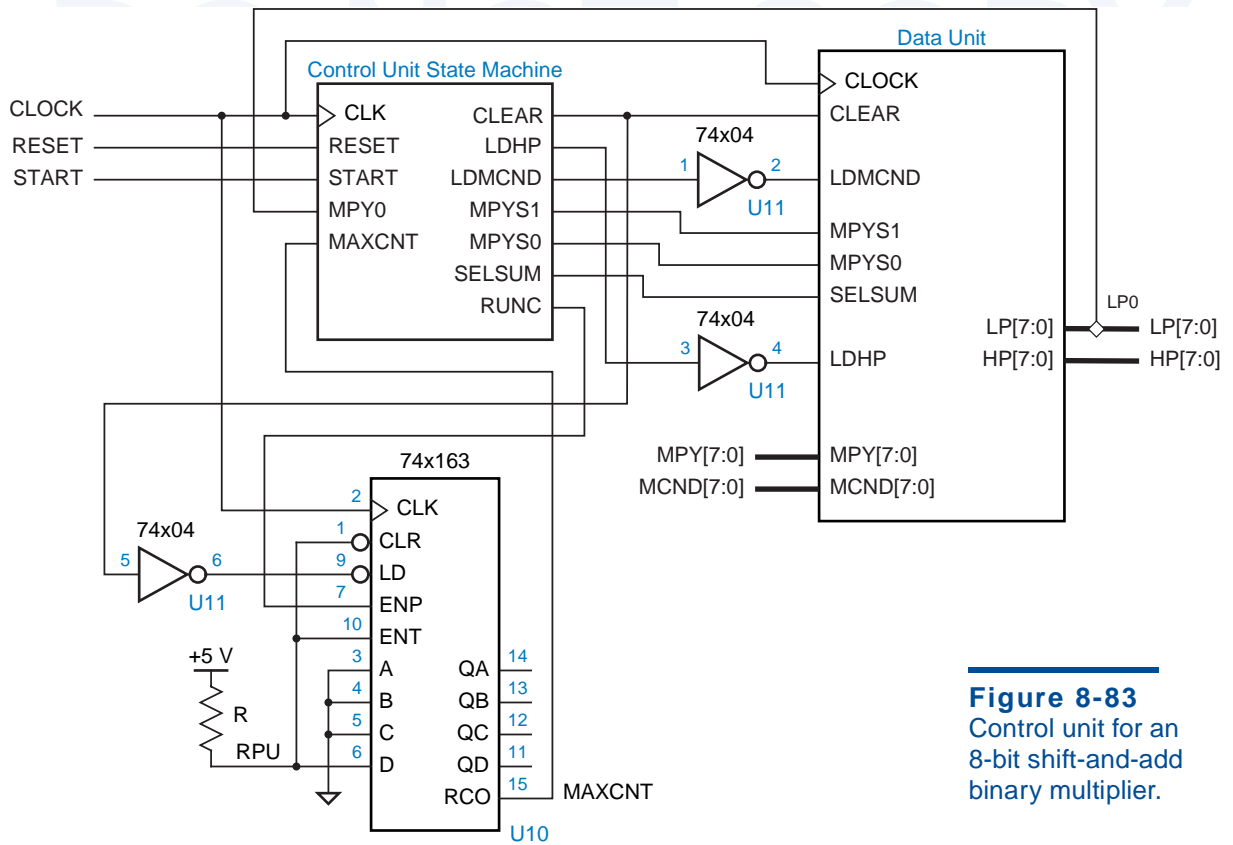 Data Unit
Control Unit State Machine
CLOCK
RESET
START
CLK
RESET
START
MPY0
MAXCNT
CLEAR
LDHP
LDMCND
MPYS1
MPYS0
SELSUM
RUNC
74x04
1
2
U11
74x04
3
4
U11
CLOCK
CLEAR
LDMCND
MPYS1
MPYS0
SELSUM
LDHP
MPY[7:0]
MCND[7:0]
MPY[7:0]
MCND[7:0]
LP[7:0]
HP[7:0]
LP0
LP[7:0]
HP[7:0]
74x04
5
6
U11
+5 V
R
RPU
74x163
2
CLK
1
CLR
9
LD
7
ENP
10
ENT
3
A
4
B
5
C
6
D
QA
14
QB
13
QC
12
QD
11
RCO
15
MAXCNT
U10
Figure 8-83
Control unit for an
8-bit shift-and-add
binary multiplier.